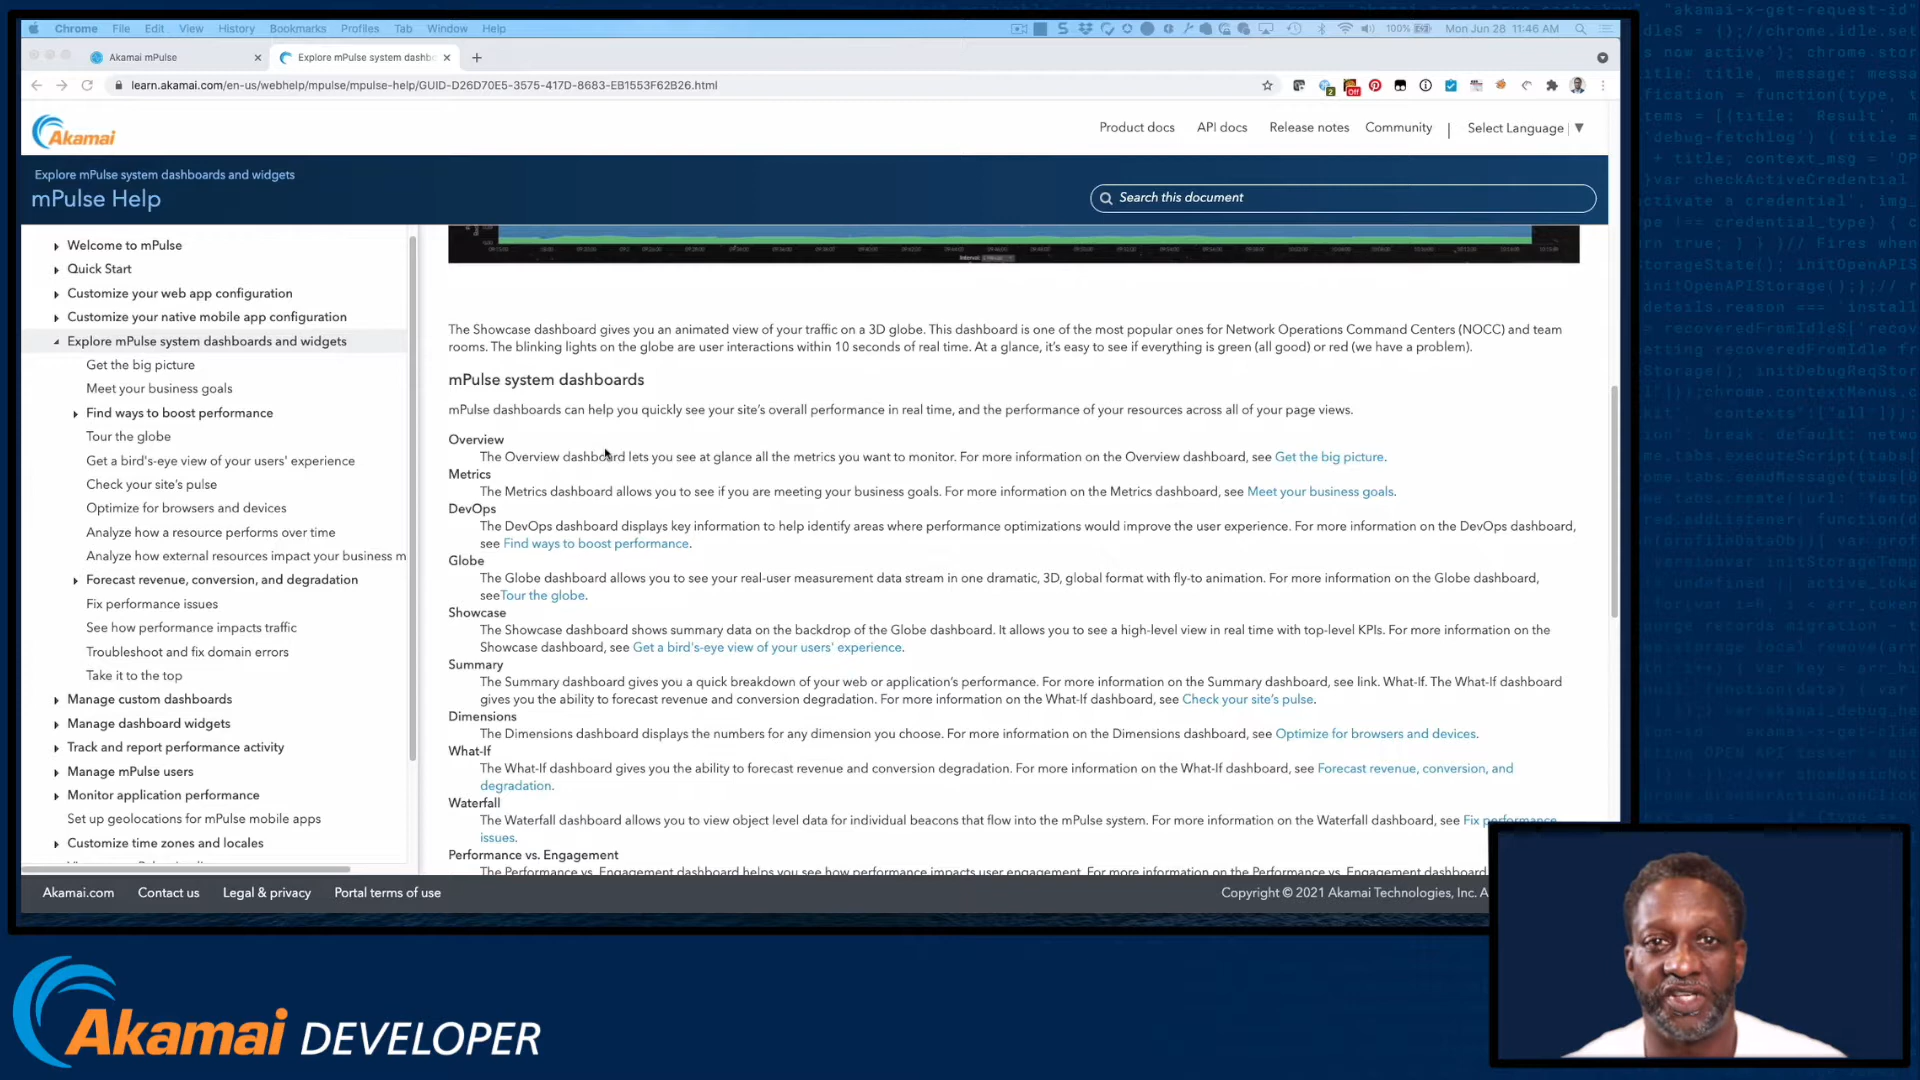 Chrome File Edit View History Bookmarks Profiles Tab Window Help
100% Mon Jun 28 11:46 AM
Akamai mPulse
Explore mPulse system dashbo
learn.akamai.com/en-us/webhelp/mpulse/mpulse-help/GUID-D26D70E5-3575-417D-8683-EB1553F62B26.html
Akamai
Product docs API docs Release notes Community | Select Language ▼
Explore mPulse system dashboards and widgets
mPulse Help
Search this document
Welcome to mPulse
Quick Start
Customize your web app configuration
Customize your native mobile app configuration
Explore mPulse system dashboards and widgets
Get the big picture
Meet your business goals
Find ways to boost performance
Tour the globe
Get a bird's-eye view of your users' experience
Check your site's pulse
Optimize for browsers and devices
Analyze how a resource performs over time
Analyze how external resources impact your business m
Forecast revenue, conversion, and degradation
Fix performance issues
See how performance impacts traffic
Troubleshoot and fix domain errors
Take it to the top
Manage custom dashboards
Manage dashboard widgets
Track and report performance activity
Manage mPulse users
Monitor application performance
Set up geolocations for mPulse mobile apps
Customize time zones and locales
The Showcase dashboard gives you an animated view of your traffic on a 3D globe. This dashboard is one of the most popular ones for Network Operations Command Centers (NOCC) and team
rooms. The blinking lights on the globe are user interactions within 10 seconds of real time. At a glance, it's easy to see if everything is green (all good) or red (we have a problem).
mPulse system dashboards
mPulse dashboards can help you quickly see your site's overall performance in real time, and the performance of your resources across all of your page views.
Overview
The Overview dashboard lets you see at glance all the metrics you want to monitor. For more information on the Overview dashboard, see Get the big picture.
Metrics
The Metrics dashboard allows you to see if you are meeting your business goals. For more information on the Metrics dashboard, see Meet your business goals.
DevOps
The DevOps dashboard displays key information to help identify areas where performance optimizations would improve the user experience. For more information on the DevOps dashboard,
see Find ways to boost performance.
Globe
The Globe dashboard allows you to see your real-user measurement data stream in one dramatic, 3D, global format with fly-to animation. For more information on the Globe dashboard,
seeTour the globe.
Showcase
The Showcase dashboard shows summary data on the backdrop of the Globe dashboard. It allows you to see a high-level view in real time with top-level KPIs. For more information on the
Showcase dashboard, see Get a bird's-eye view of your users' experience.
Summary
The Summary dashboard gives you a quick breakdown of your web or application's performance. For more information on the Summary dashboard, see link. What-If. The What-If dashboard
gives you the ability to forecast revenue and conversion degradation. For more information on the What-If dashboard, see Check your site's pulse.
Dimensions
The Dimensions dashboard displays the numbers for any dimension you choose. For more information on the Dimensions dashboard, see Optimize for browsers and devices.
What-If
The What-If dashboard gives you the ability to forecast revenue and conversion degradation. For more information on the What-If dashboard, see Forecast revenue, conversion, and
degradation.
Waterfall
The Waterfall dashboard allows you to view object level data for individual beacons that flow into the mPulse system. For more information on the Waterfall dashboard, see Fix performance
issues.
Performance vs. Engagement
The Performance vs. Engagement dashboard helps you see how performance impacts user engagement. For more information on the Performance vs. Engagement dashboard
Akamai.com Contact us Legal & privacy Portal terms of use
Copyright © 2021 Akamai Technologies, Inc. A
Akamai DEVELOPER